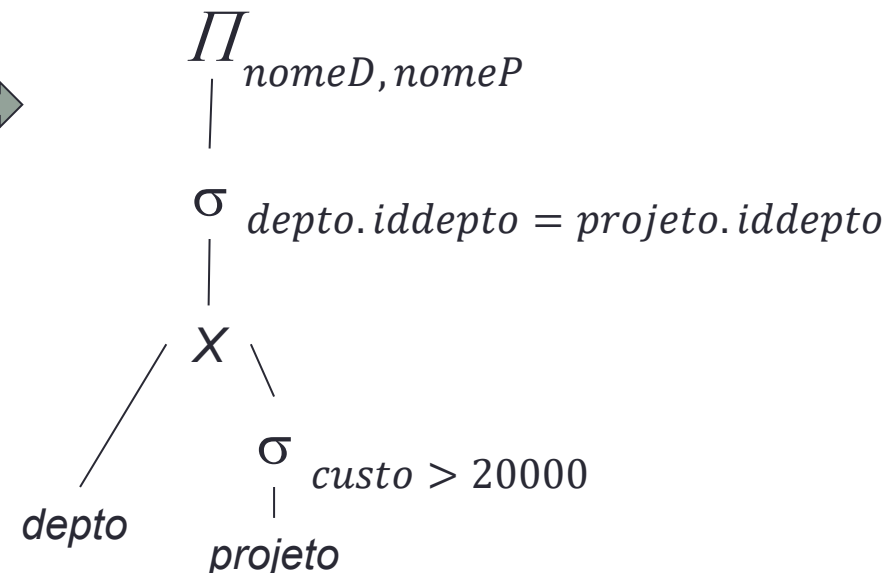 Π nomeD, nomeP
σ depto.iddepto = projeto.iddepto
X
σ custo > 20000
depto
projeto